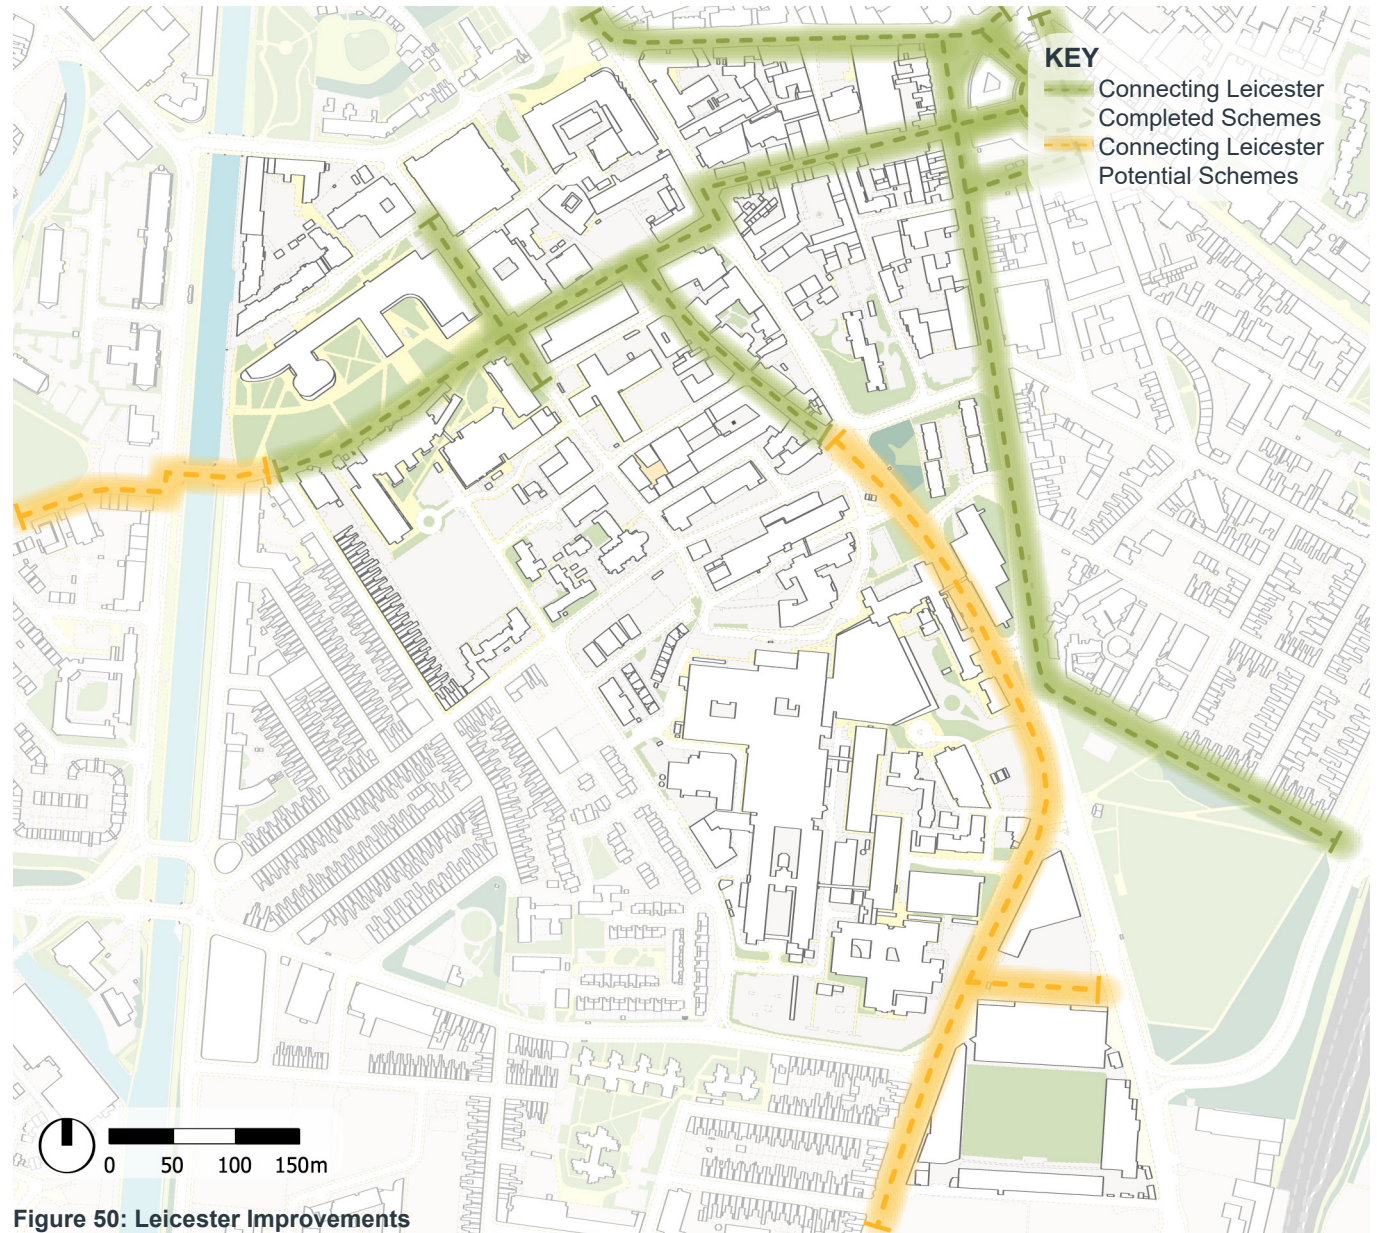 KEY
Connecting Leicester
Completed Schemes
Connecting Leicester
Potential Schemes
0 50 100 150m
Figure 50: Leicester Improvements